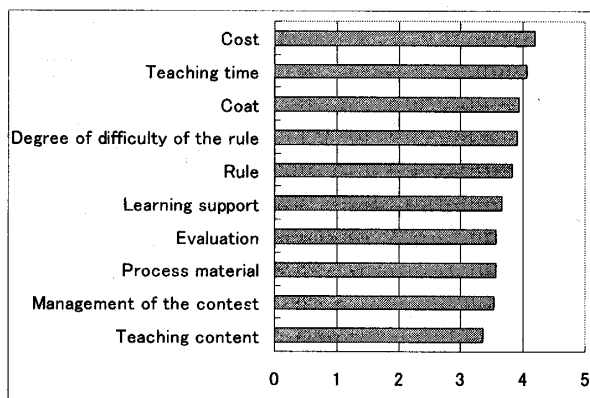 Cost
Teaching time
Coat
Degree of difficulty of the rule
Rule
Learning support
Evaluation
Process material
Management of the contest
Teaching content
0 1 2 3 4 5